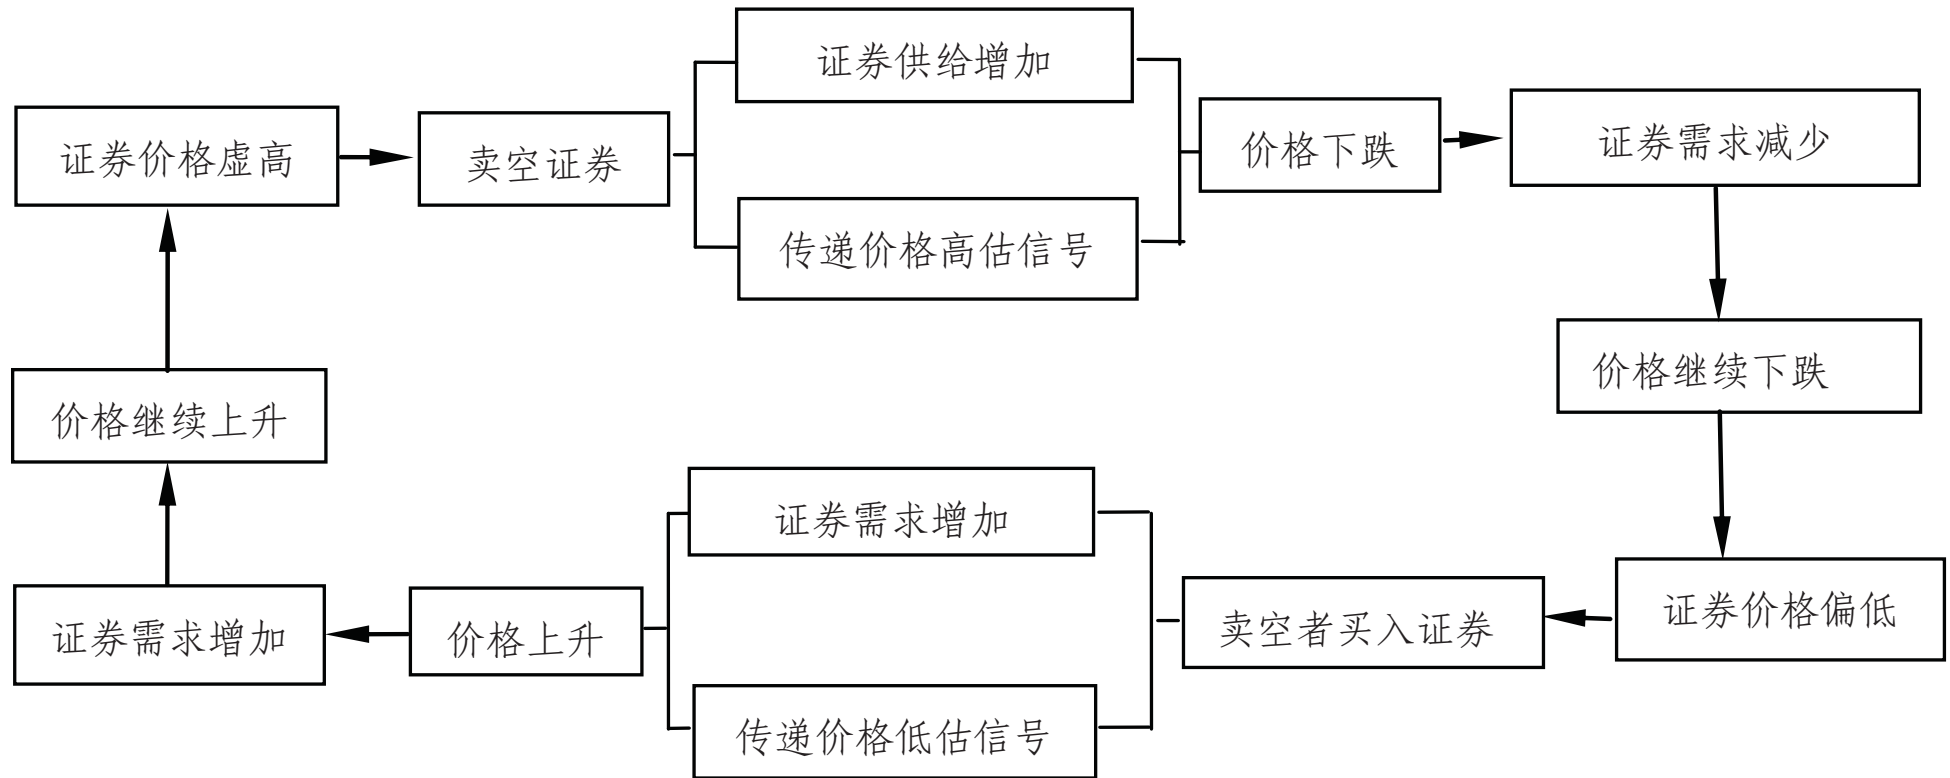 证券供给增加
证券价格虚高
卖空证券
价格下跌
证券需求减少
传递价格高估信号
价格继续下跌
价格继续上升
证券需求增加
证券需求增加
价格上升
卖空者买入证券
证券价格偏低
传递价格低估信号